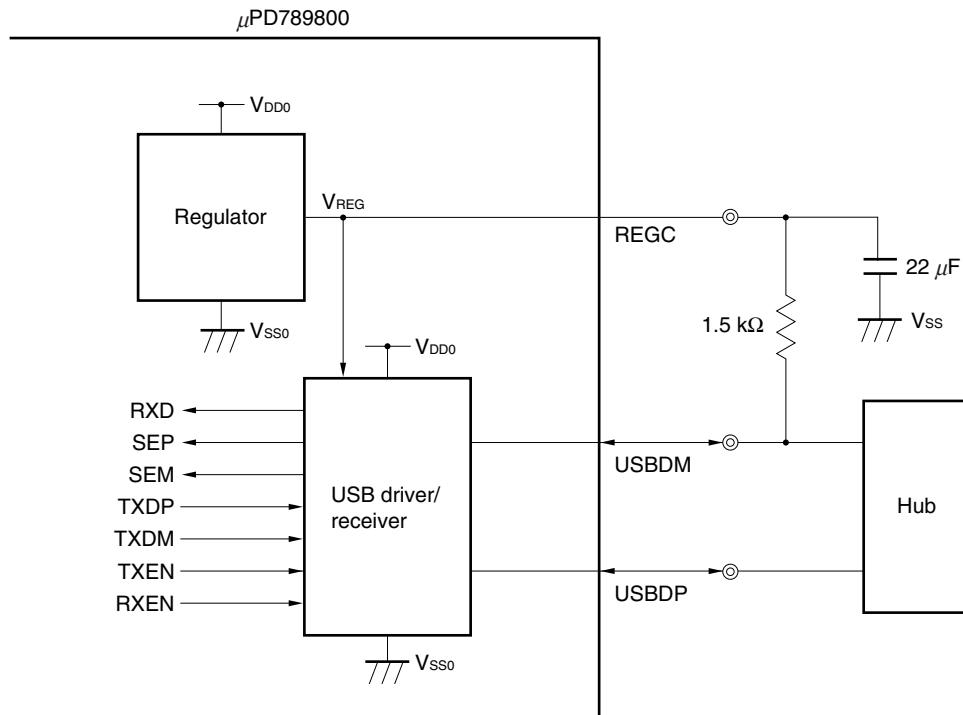 μPD789800
VDD0
Regulator
VREG
REGC
22 μF
VSS
1.5 kΩ
VSS0
VDD0
RXD
SEP
SEM
TXDP
TXDM
TXEN
RXEN
USB driver/
receiver
USBDM
USBDP
Hub
VSS0